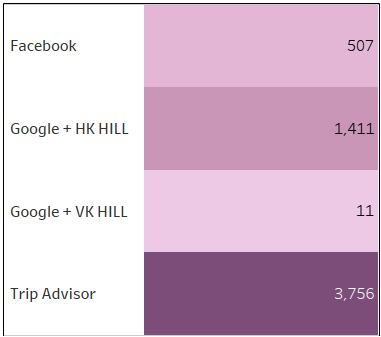 Facebook 507
Google + HK HILL 1,411
Google + VK HILL 11
Trip Advisor 3,756